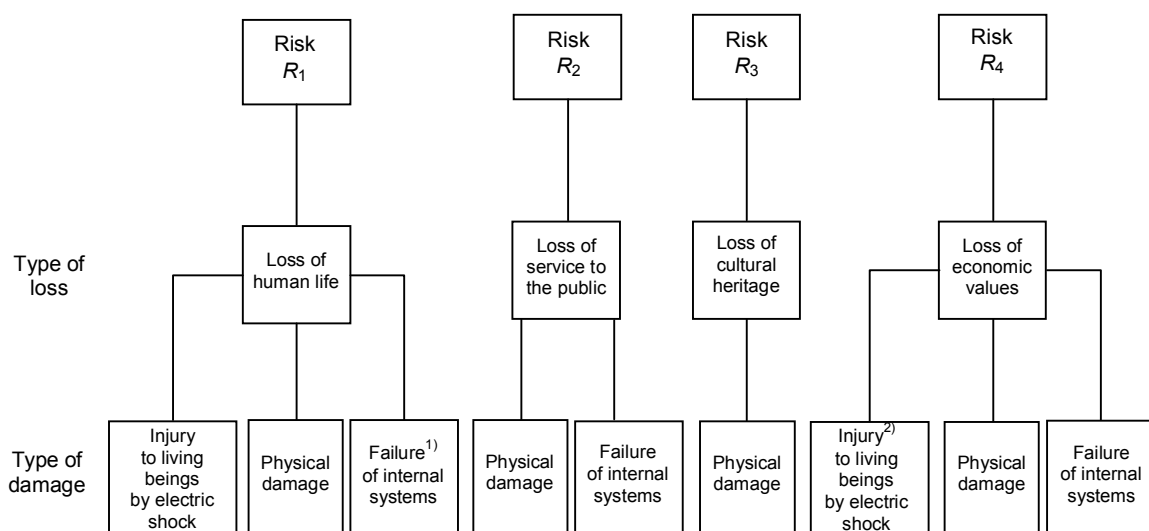 Risk
R1
Risk
R2
Risk
R3
Risk
R4
Type of
loss
Loss of
human life
Loss of
service to
the public
Loss of
cultural
heritage
Loss of
economic
values
Type of
damage
Injury
to living
beings
by electric
shock
Physical
damage
Failure1)
of internal
systems
Physical
damage
Failure
of internal
systems
Physical
damage
Injury2)
to living
beings
by electric
shock
Physical
damage
Failure
of internal
systems